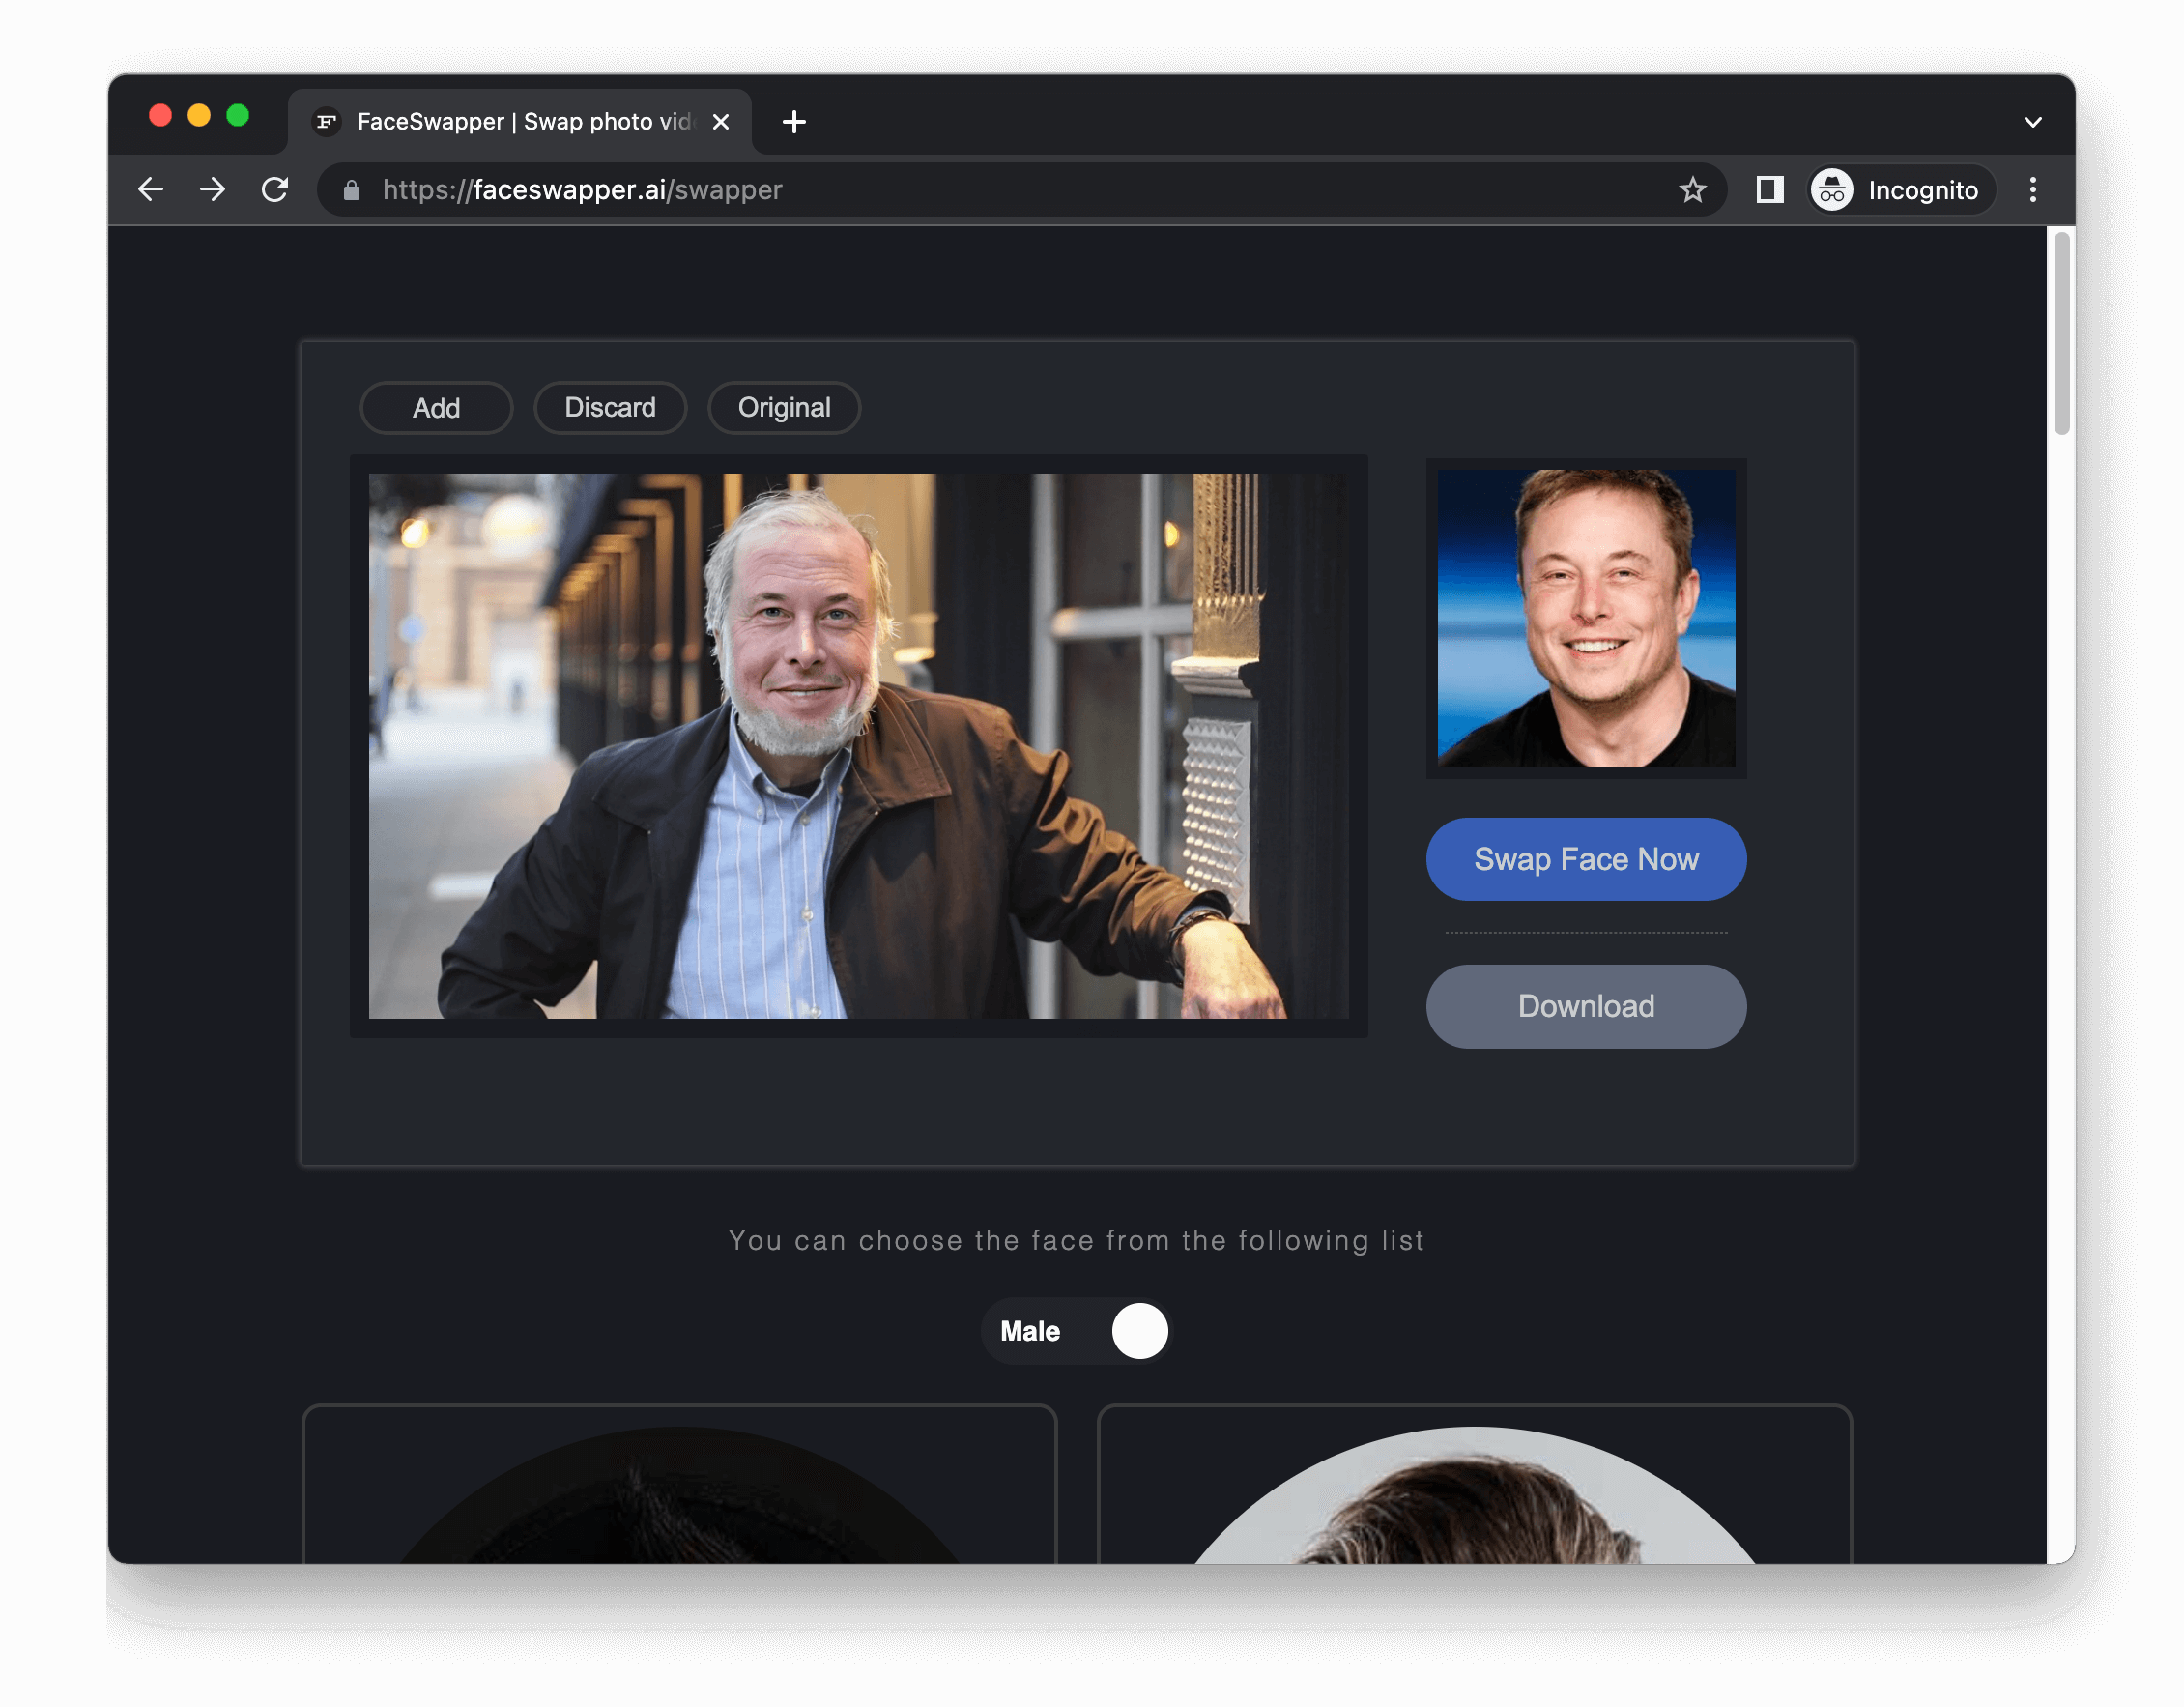 FaceSwapper | Swap photo vid
https://faceswapper.ai/swapper
Incognito
Add
Discard
Original
Swap Face Now
Download
You can choose the face from the following list
Male